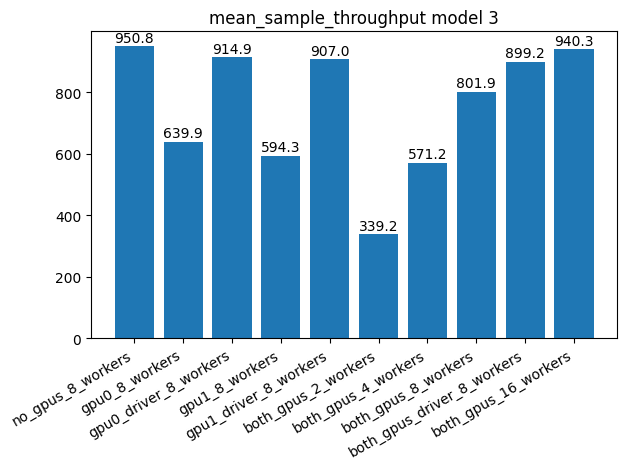 mean_sample_throughput model 3
950.8
639.9
914.9
594.3
907.0
339.2
571.2
801.9
899.2
940.3
800
600
400
200
0
no_gpus_8_workers
gpu0_8_workers
gpu0_driver_8_workers
gpu1_8_workers
gpu1_driver_8_workers
both_gpus_2_workers
both_gpus_4_workers
both_gpus_8_workers
both_gpus_driver_8_workers
both_gpus_16_workers